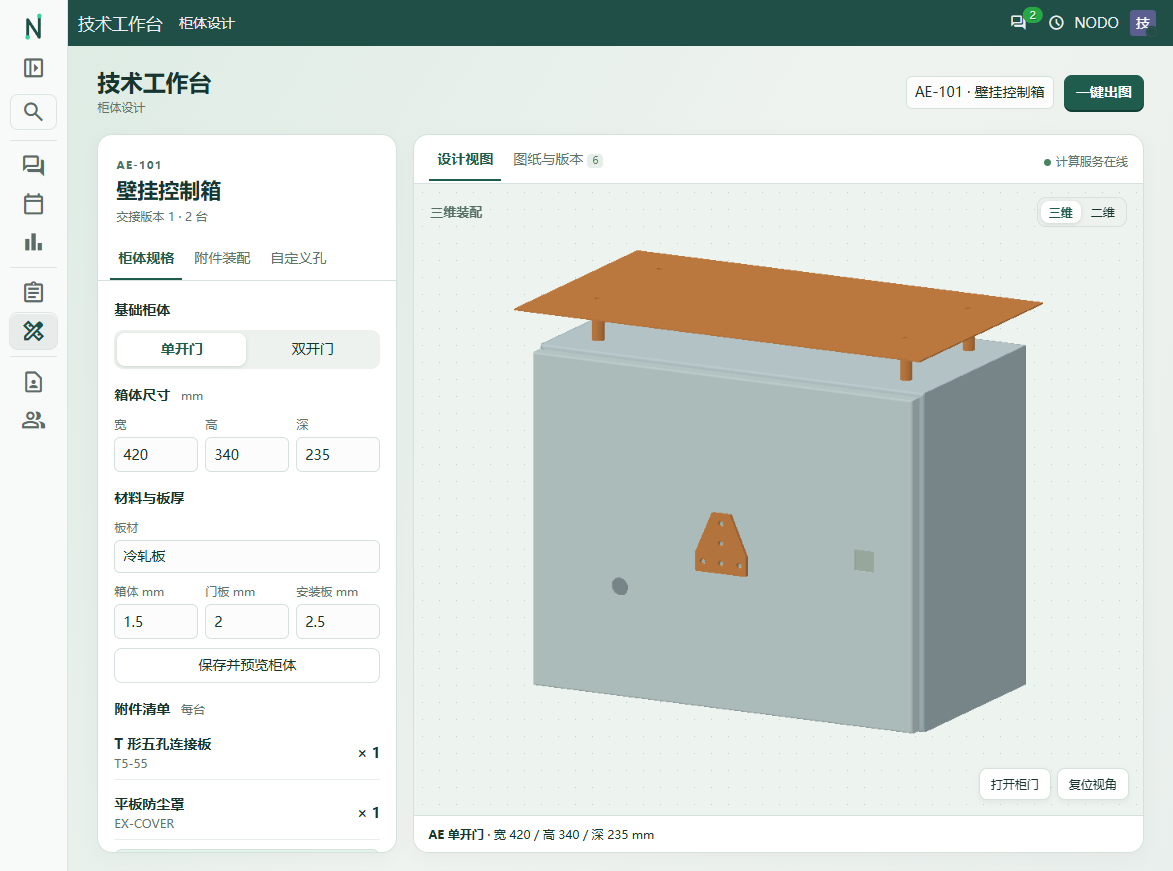 技术工作台 柜体设计
2
NODO
技
技术工作台
柜体设计
AE-101 · 壁挂控制箱
一键出图
AE-101
壁挂控制箱
交接版本 1 · 2 台
柜体规格 附件装配 自定义孔
基础柜体
单开门 双开门
箱体尺寸 mm
宽 高 深
420 340 235
材料与板厚
板材
冷轧板
箱体 mm 门板 mm 安装板 mm
1.5 2 2.5
保存并预览柜体
附件清单 每台
T 形五孔连接板
T5-55
× 1
平板防尘罩
EX-COVER
× 1
设计视图 图纸与版本 6
计算服务在线
三维装配
三维 二维
打开柜门 复位视角
AE 单开门 · 宽 420 / 高 340 / 深 235 mm